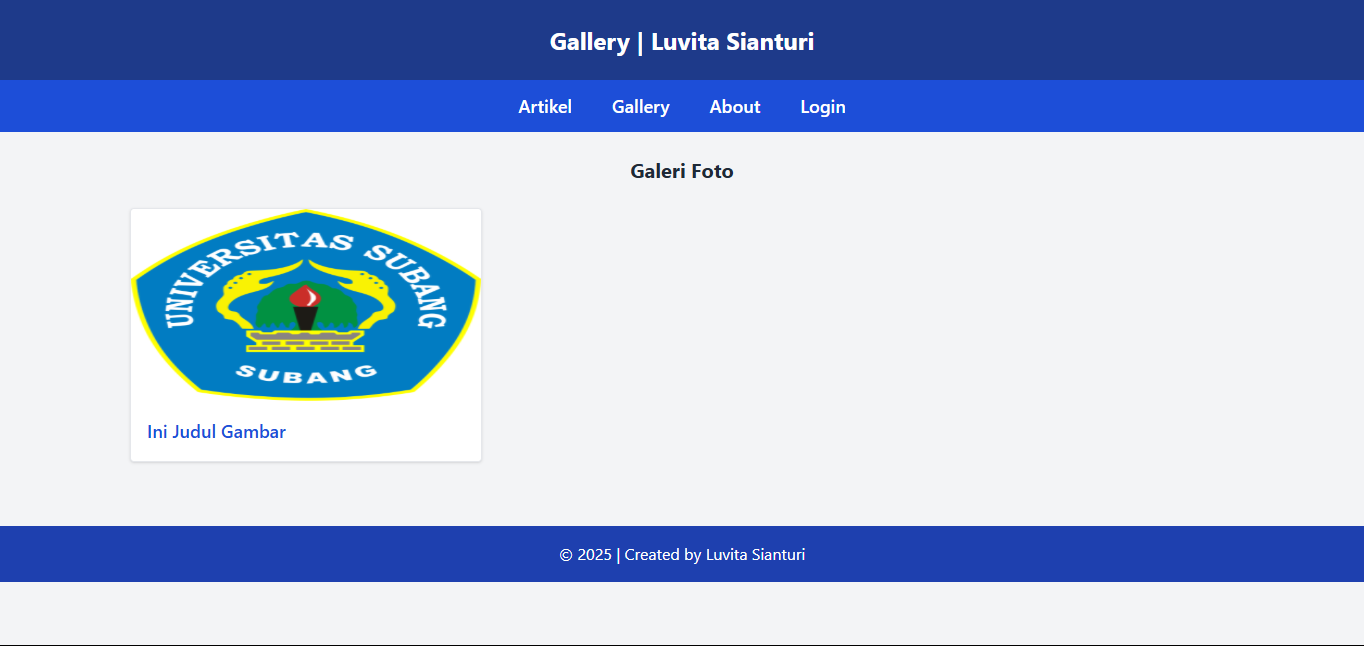 Gallery | Luvita Sianturi
Artikel Gallery About Login
Galeri Foto
UNIVERSITAS SUBANG
SUBANG
Ini Judul Gambar
© 2025 | Created by Luvita Sianturi